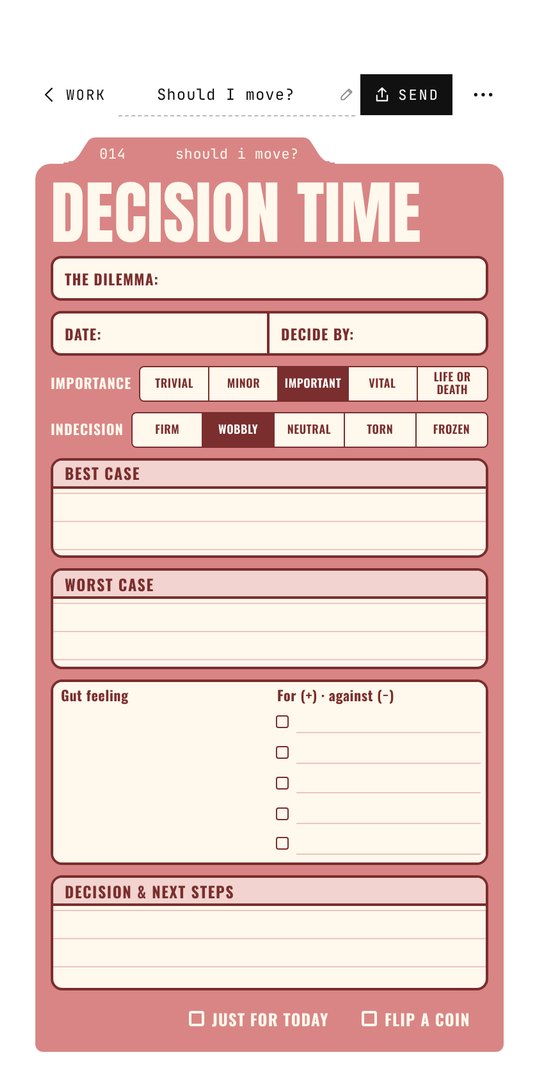 WORK
Should I move?
SEND
014 should i move?
DECISION TIME
THE DILEMMA:
DATE: DECIDE BY:
IMPORTANCE TRIVIAL MINOR IMPORTANT VITAL LIFE OR DEATH
INDECISION FIRM WOBBLY NEUTRAL TORN FROZEN
BEST CASE
WORST CASE
Gut feeling For (+) · against (−)
DECISION & NEXT STEPS
JUST FOR TODAY FLIP A COIN